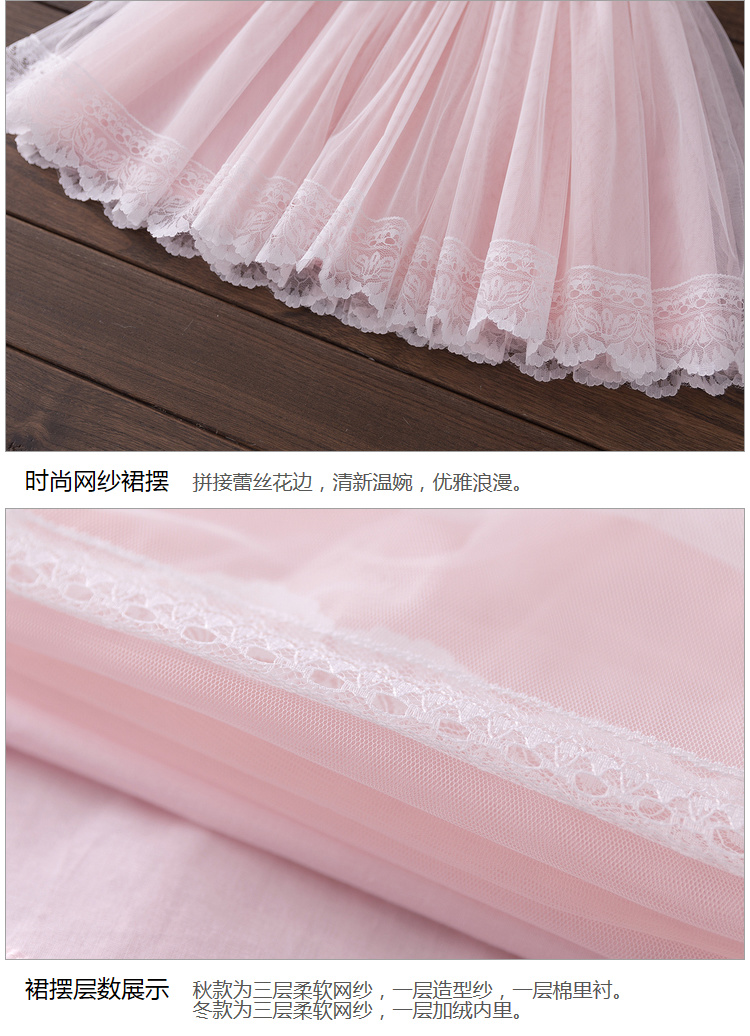 时尚网纱裙摆 拼接蕾丝花边，清新温婉，优雅浪漫。
裙摆层数展示 秋款为三层柔软网纱，一层造型纱，一层棉里衬。
冬款为三层柔软网纱，一层加绒内里。